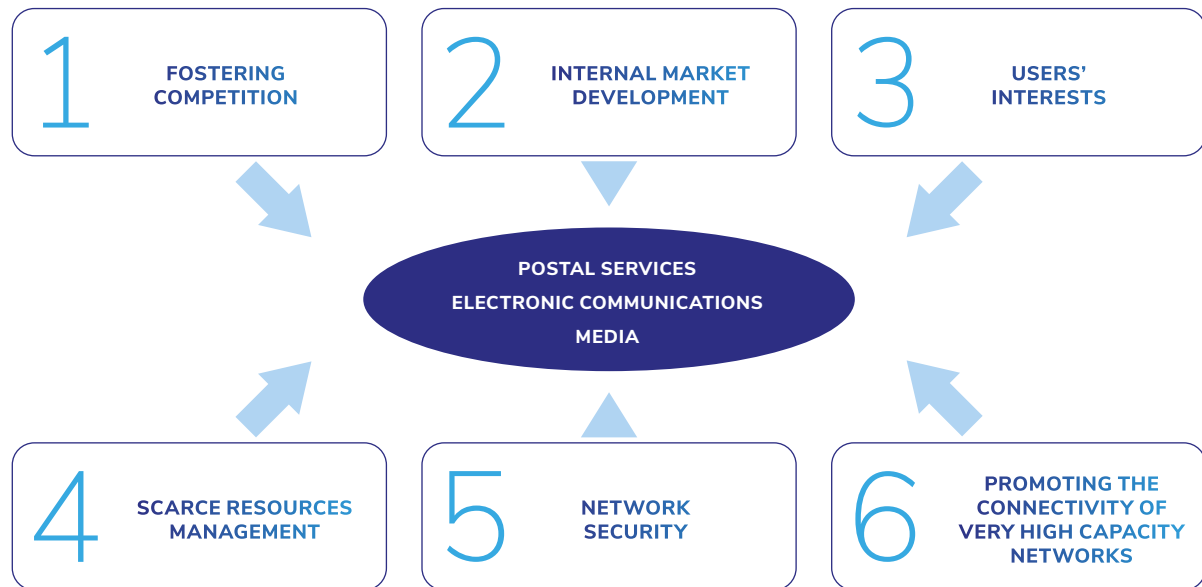 1
FOSTERING
COMPETITION
2
INTERNAL MARKET
DEVELOPMENT
3
USERS’
INTERESTS
POSTAL SERVICES
ELECTRONIC COMMUNICATIONS
MEDIA
4
SCARCE RESOURCES
MANAGEMENT
5
NETWORK
SECURITY
6
PROMOTING THE
CONNECTIVITY OF
VERY HIGH CAPACITY
NETWORKS